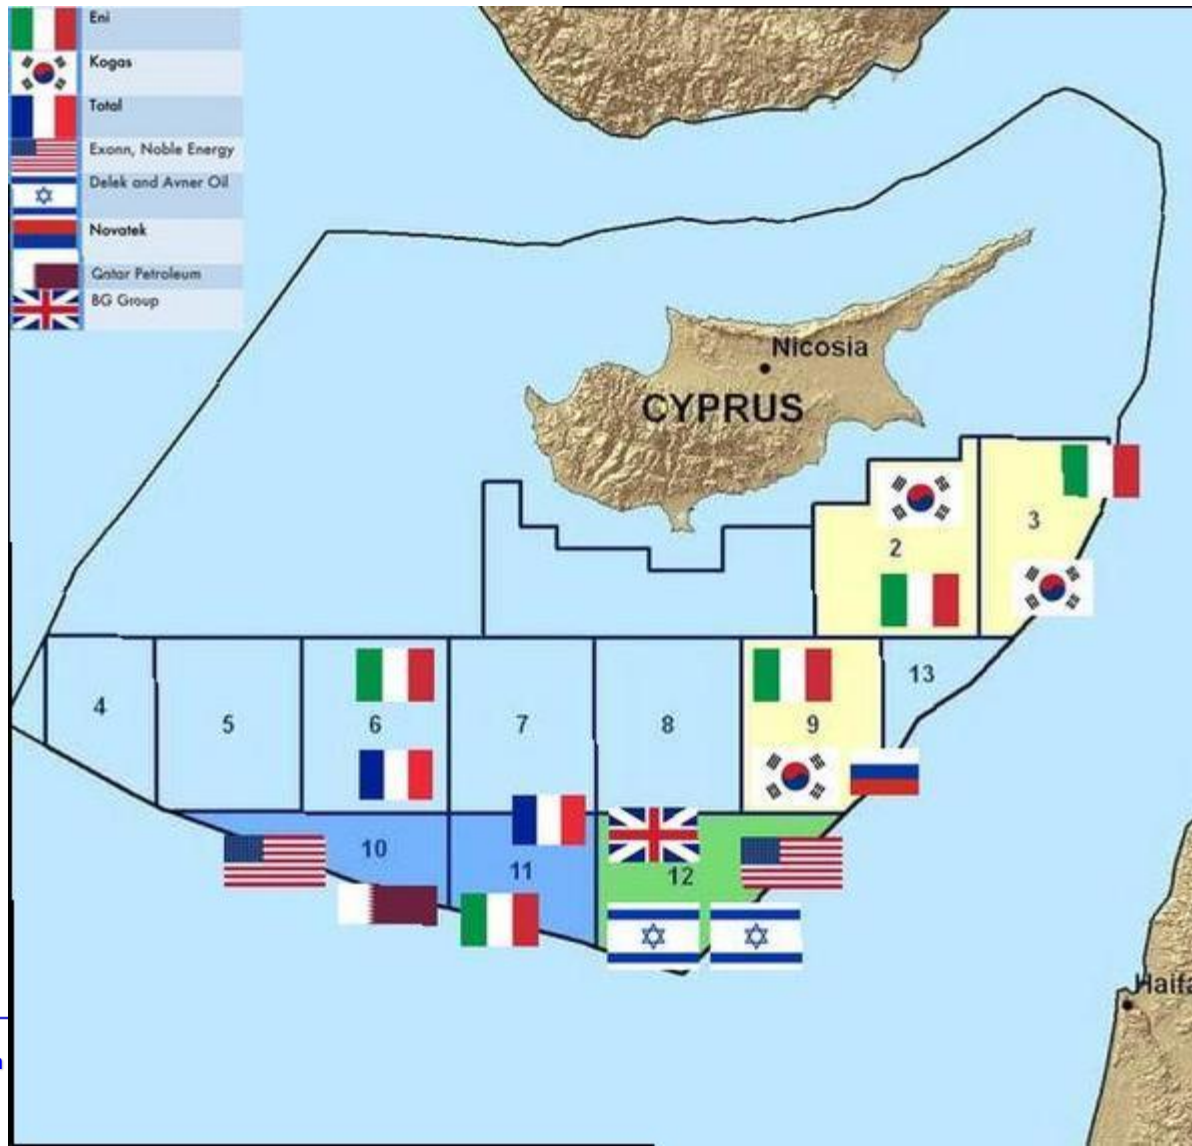 Eni
Kogas
Total
Exonn, Noble Energy
Delek and Avner Oil
Novatek
Qatar Petroleum
BG Group
Nicosia
CYPRUS
3
2
13
4
5
6
7
8
9
10
11
12
Haifa